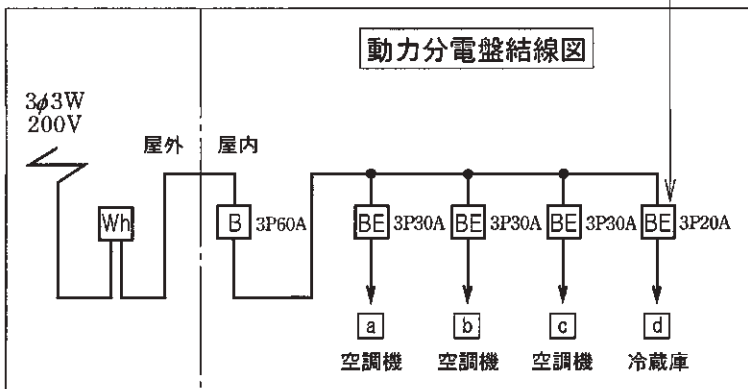 動力分電盤結線図
3φ3W
200V
屋外
屋内
Wh
B 3P60A
BE 3P30A
BE 3P30A
BE 3P30A
BE 3P20A
a
b
c
d
空調機
空調機
空調機
冷蔵庫